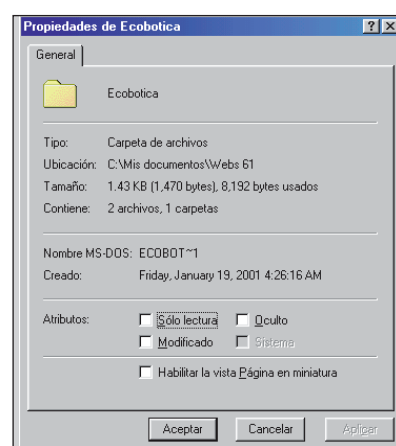 Propiedades de Ecobotica
General
Ecobotica
Tipo: Carpeta de archivos
Ubicación: C:\Mis documentos\Webs 61
Tamaño: 1.43 KB (1,470 bytes), 8,192 bytes usados
Contiene: 2 archivos, 1 carpetas
Nombre MS-DOS: ECOBOT~1
Creado: Friday, January 19, 2001 4:26:16 AM
Atributos: Sólo lectura Oculto
Modificado Sistema
Habilitar la vista Página en miniatura
Aceptar Cancelar Aplicar